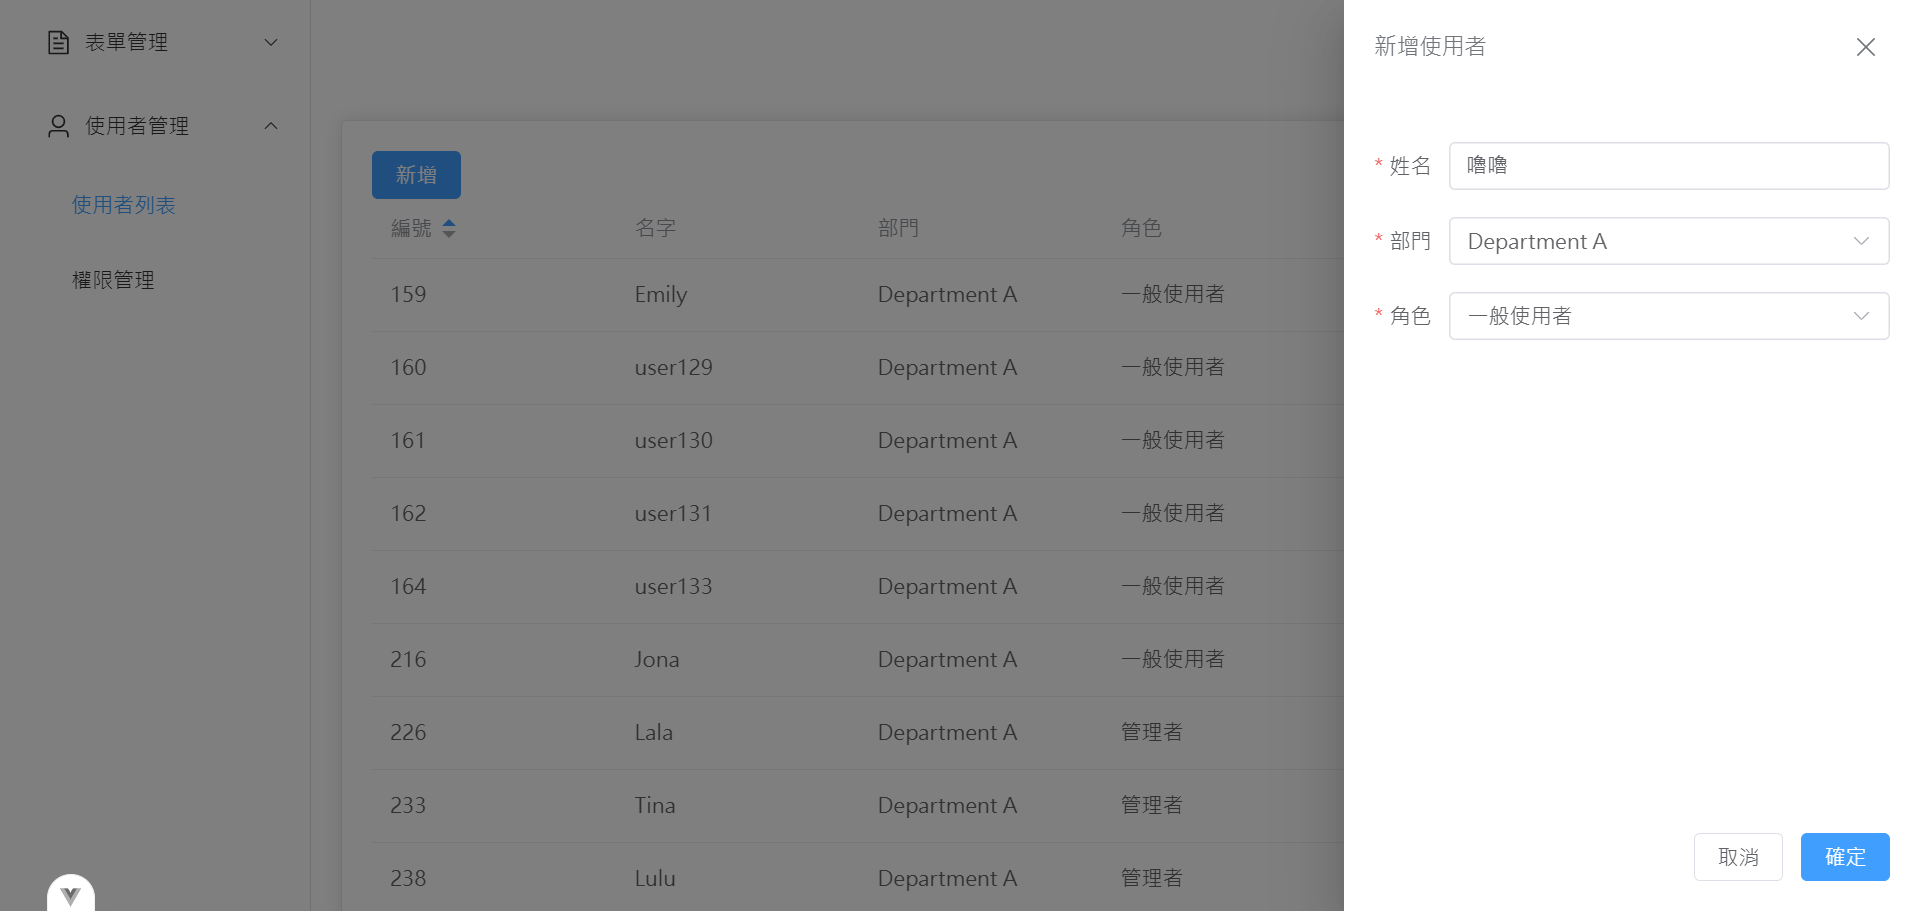 表單管理
使用者管理
使用者列表
權限管理
新增
編號 名字 部門 角色
159 Emily Department A 一般使用者
160 user129 Department A 一般使用者
161 user130 Department A 一般使用者
162 user131 Department A 一般使用者
164 user133 Department A 一般使用者
216 Jona Department A 一般使用者
226 Lala Department A 管理者
233 Tina Department A 管理者
238 Lulu Department A 管理者
新增使用者
* 姓名 嚕嚕
* 部門 Department A
* 角色 一般使用者
取消 確定